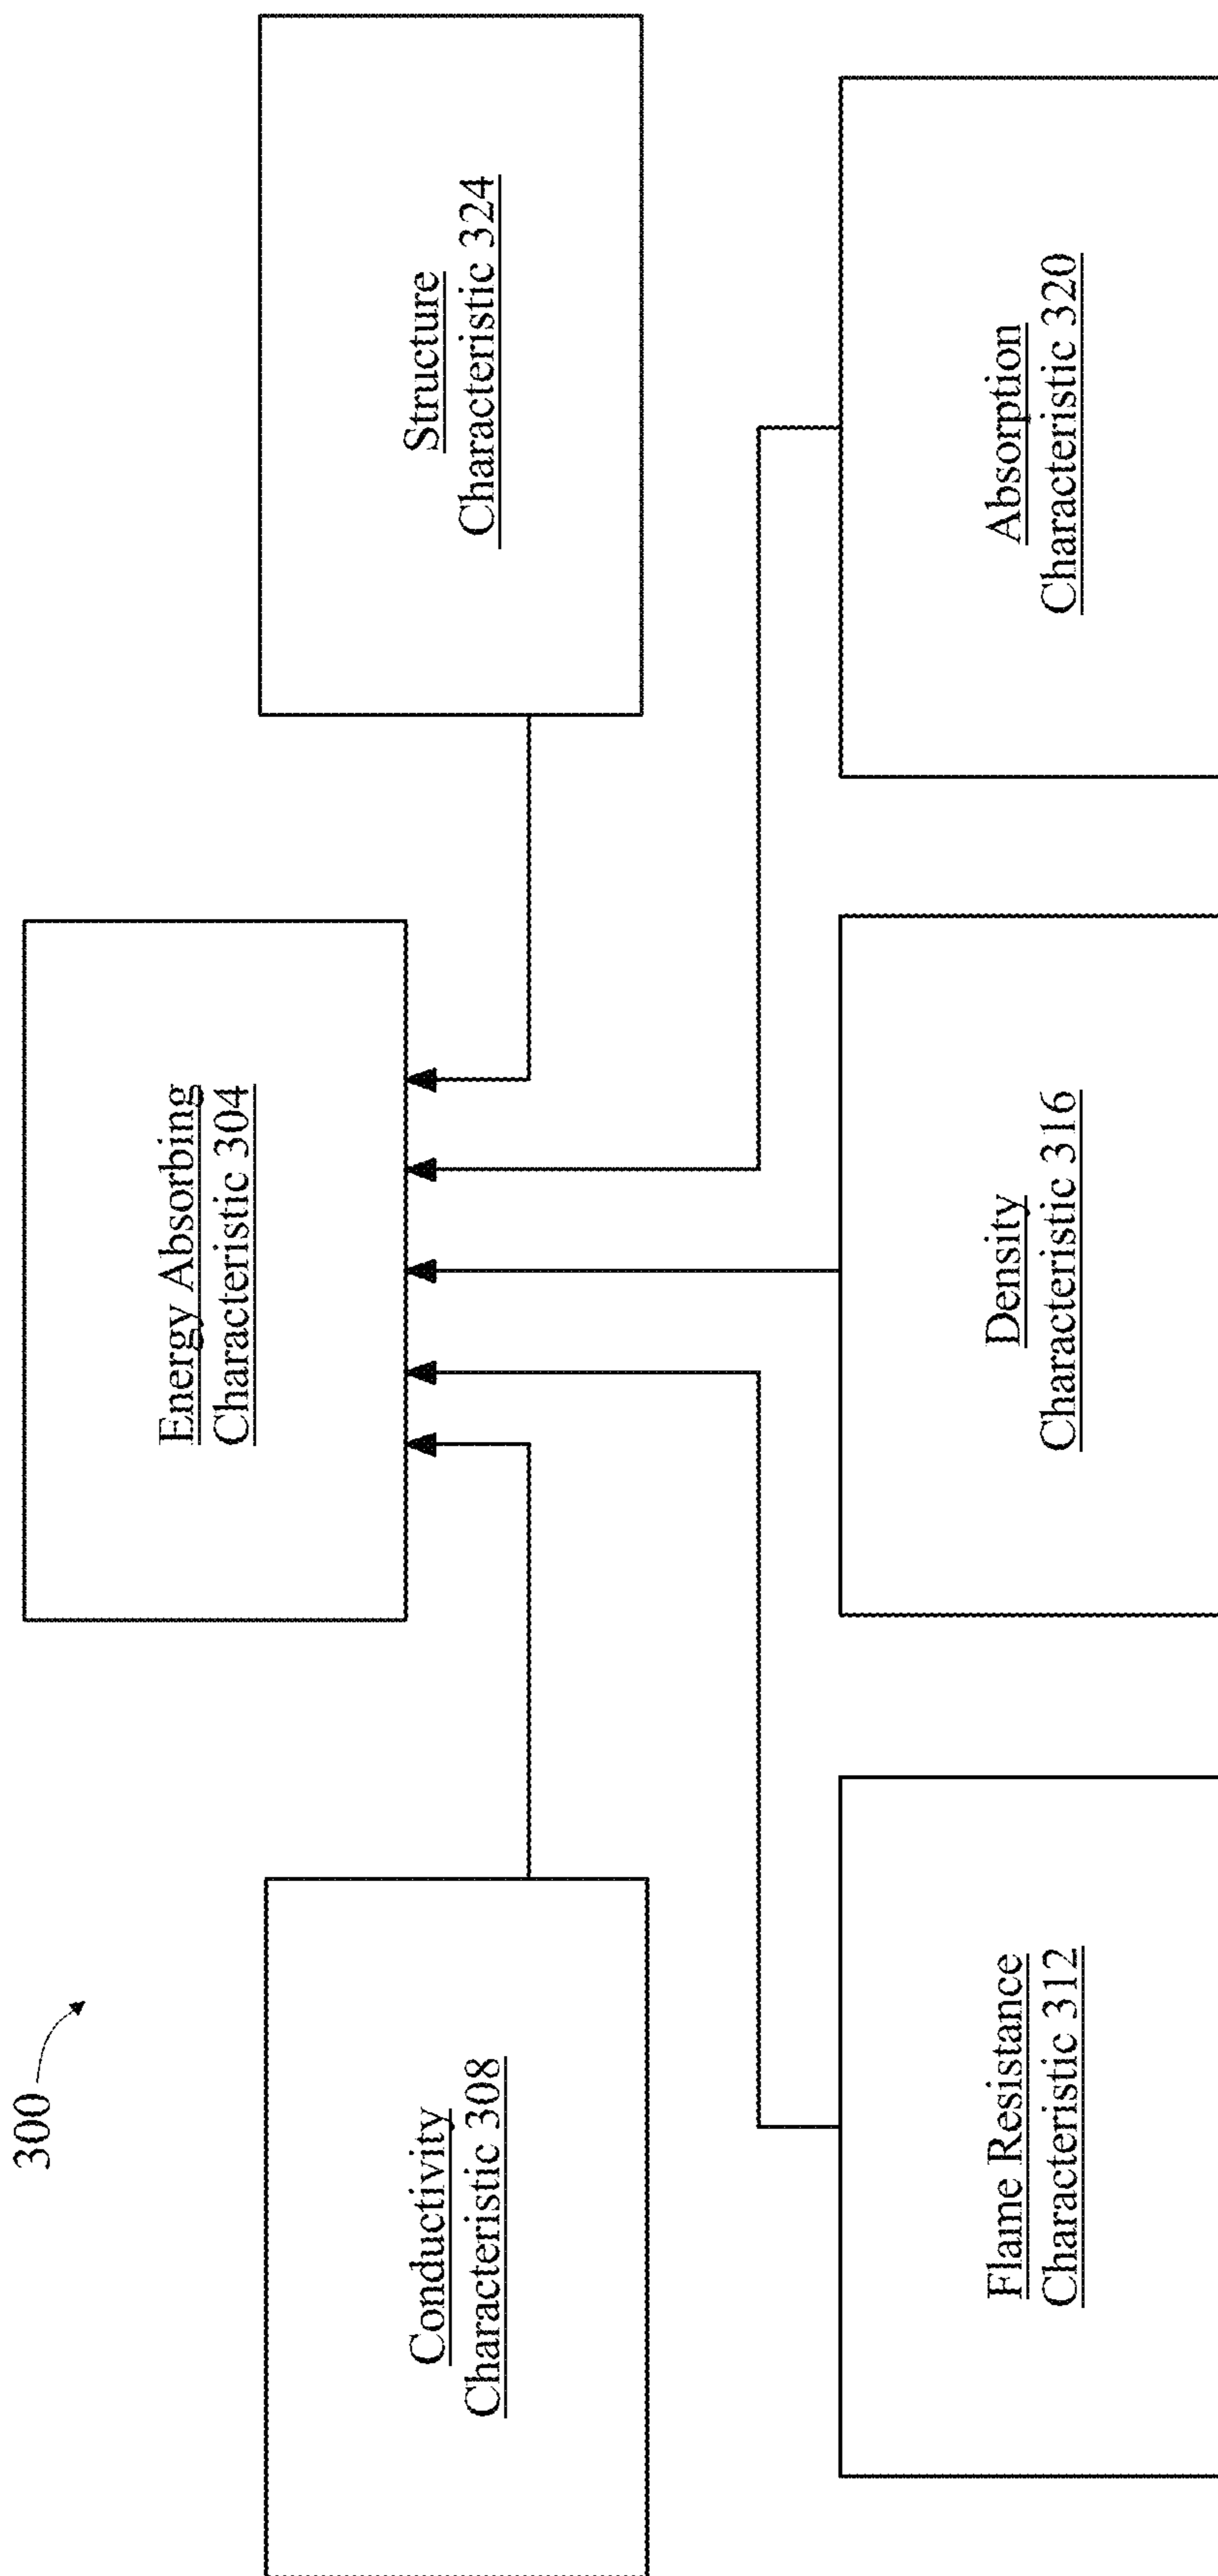 300
Energy Absorbing
Characteristic 304
Conductivity
Characteristic 308
Structure
Characteristic 324
Flame Resistance
Characteristic 312
Density
Characteristic 316
Absorption
Characteristic 320